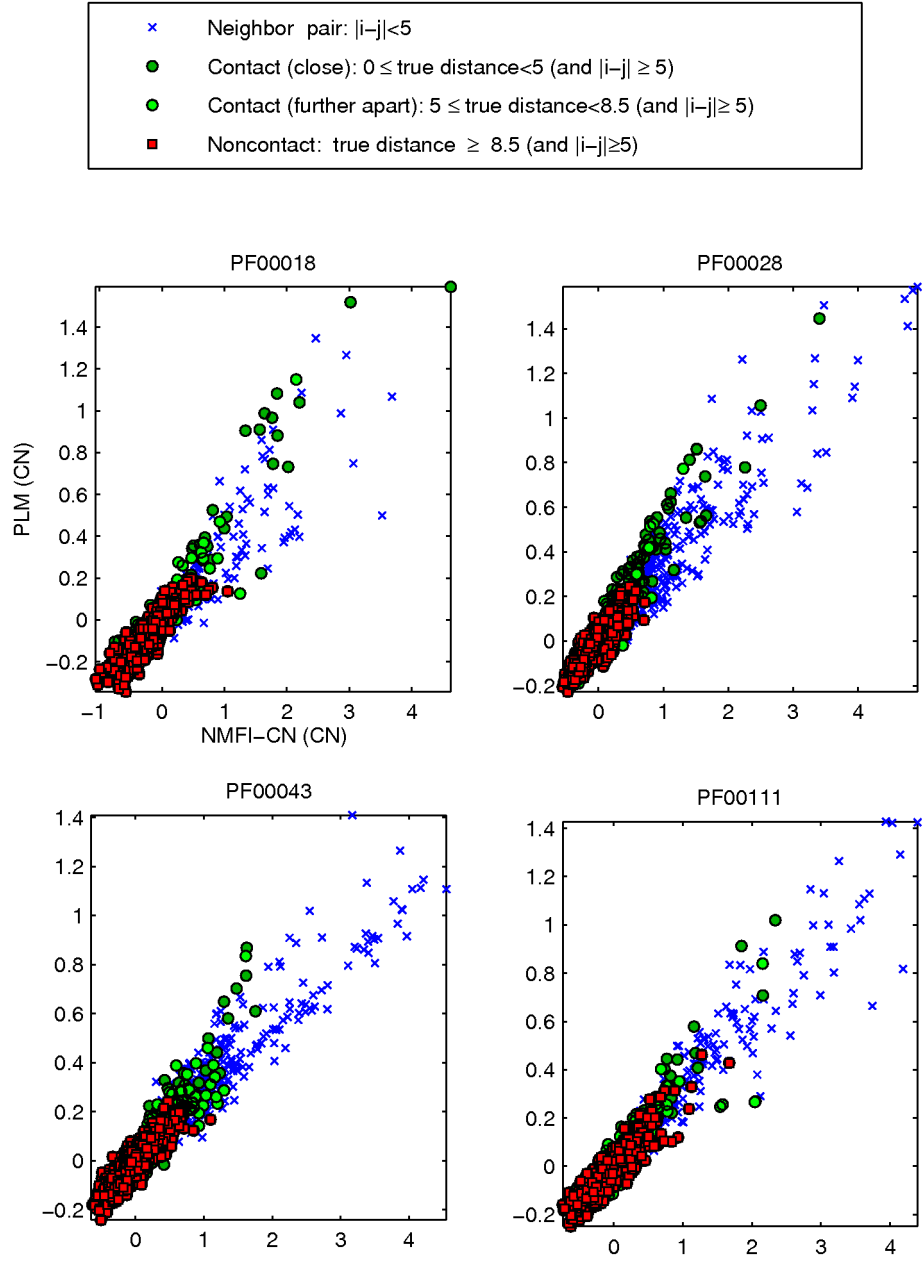 Neighbor pair: |i−j|<5
Contact (close): 0 ≤ true distance<5 (and |i−j| ≥ 5)
Contact (further apart): 5 ≤ true distance<8.5 (and |i−j|≥ 5)
Noncontact: true distance ≥ 8.5 (and |i−j|≥5)
PF00018
1.4
1.2
1
0.8
0.6
0.4
0.2
0
−0.2
−1 0 1 2 3 4
PLM (CN)
NMFI−CN (CN)
PF00028
1.4
1.2
1
0.8
0.6
0.4
0.2
0
−0.2
0 1 2 3 4
PF00043
1.4
1.2
1
0.8
0.6
0.4
0.2
0
−0.2
0 1 2 3 4
PF00111
1.4
1.2
1
0.8
0.6
0.4
0.2
0
−0.2
0 1 2 3 4